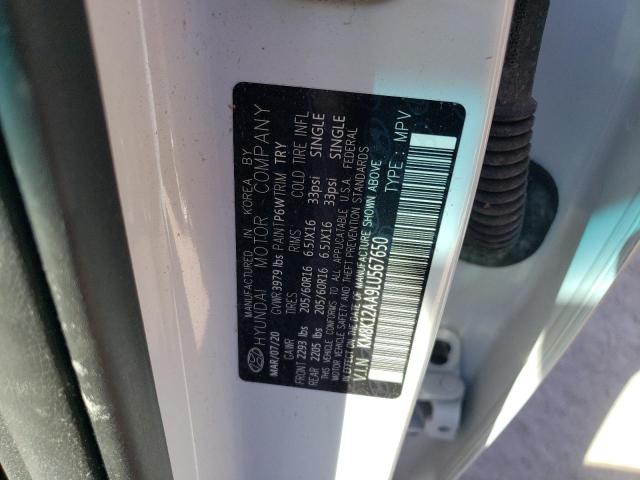 MANUFACTURED IN KOREA BY
HYUNDAI MOTOR COMPANY
MAR/07/20 GVWR 3979 lbs PAINT P6W TRIM TRY
GAWR TIRES RIMS COLD TIRE INFL
FRONT 2293 lbs 205/60R16 6.5JX16 33psi SINGLE
REAR 2205 lbs 205/60R16 6.5JX16 33psi SINGLE
THIS VEHICLE CONFORMS TO ALL APPLICABLE U.S.A. FEDERAL
MOTOR VEHICLE SAFETY AND THEFT PREVENTION STANDARDS
IN EFFECT ON THE DATE OF MANUFACTURE SHOWN ABOVE
V.I.N : KM8K12AA9LU567650
TYPE : MPV